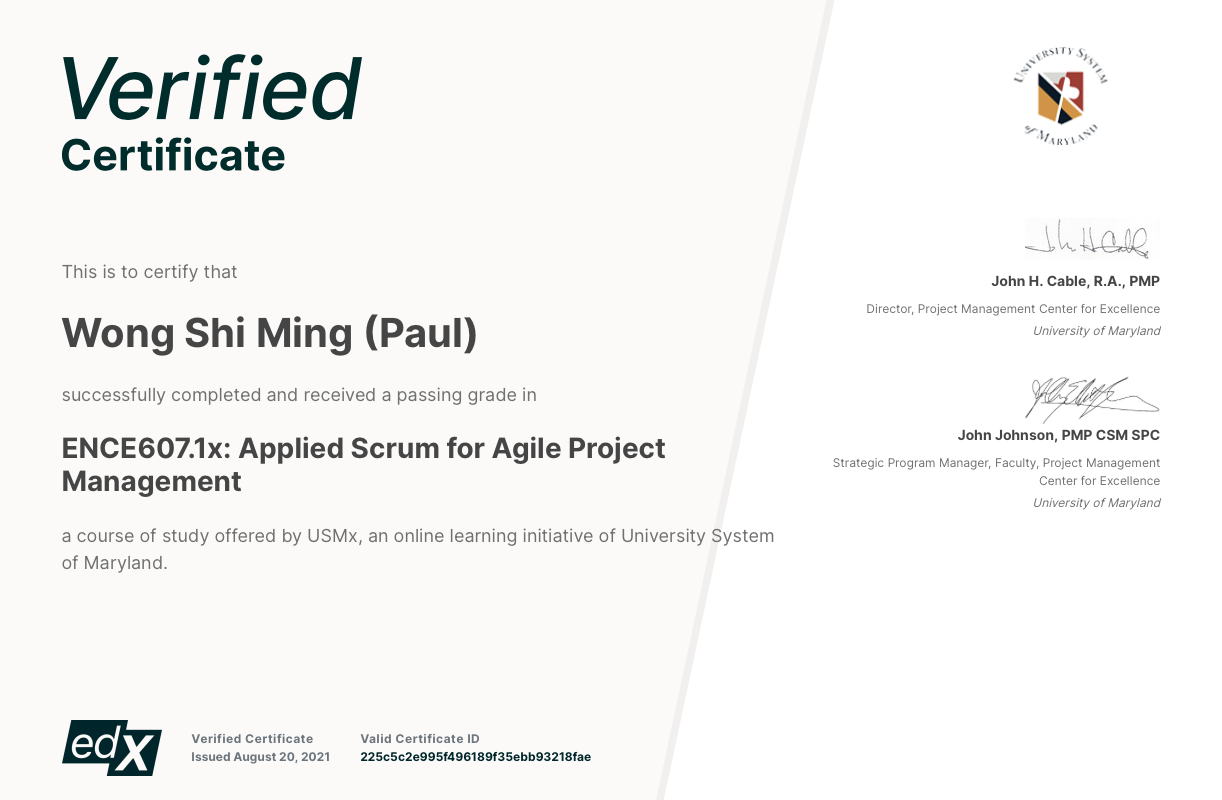 Verified
Certificate
This is to certify that
Wong Shi Ming (Paul)
successfully completed and received a passing grade in
ENCE607.1x: Applied Scrum for Agile Project
Management
a course of study offered by USMx, an online learning initiative of University System
of Maryland.
edX
Verified Certificate
Issued August 20, 2021
Valid Certificate ID
225c5c2e995f496189f35ebb93218fae
UNIVERSITY SYSTEM
of MARYLAND
John H Cable
John H. Cable, R.A., PMP
Director, Project Management Center for Excellence
University of Maryland
John Johnson, PMP CSM SPC
Strategic Program Manager, Faculty, Project Management
Center for Excellence
University of Maryland